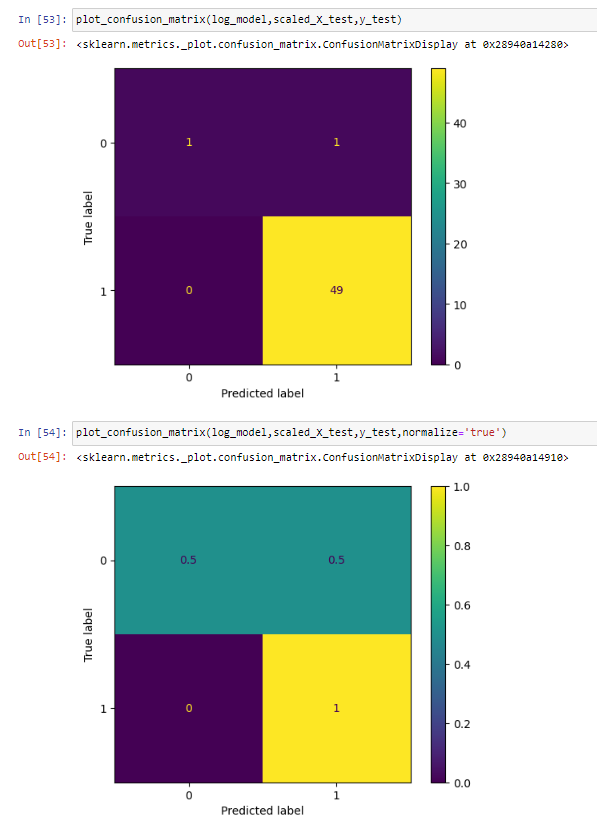 In [53]: plot_confusion_matrix(log_model,scaled_X_test,y_test)
Out[53]: <sklearn.metrics._plot.confusion_matrix.ConfusionMatrixDisplay at 0x28940a14280>
0 1 1
1 0 49
0 1
Predicted label
True label
40
30
20
10
0
In [54]: plot_confusion_matrix(log_model,scaled_X_test,y_test,normalize='true')
Out[54]: <sklearn.metrics._plot.confusion_matrix.ConfusionMatrixDisplay at 0x28940a14910>
0 0.5 0.5
1 0 1
0 1
Predicted label
True label
1.0
0.8
0.6
0.4
0.2
0.0